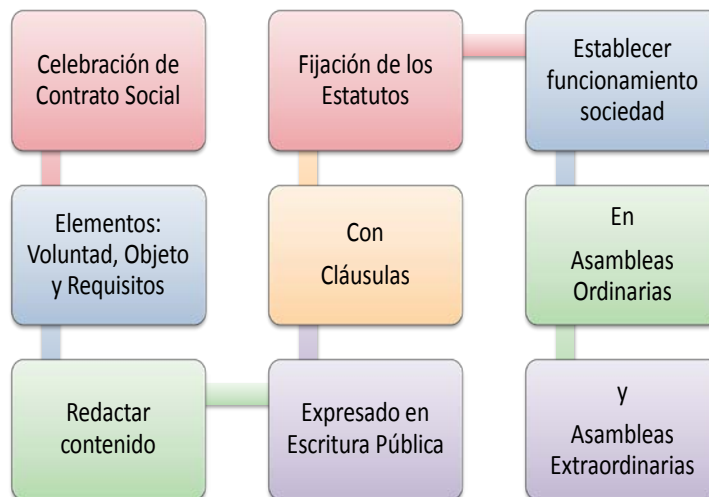 Celebración de
Contrato Social
Elementos:
Voluntad, Objeto
y Requisitos
Redactar
contenido
Expresado en
Escritura Pública
Con
Cláusulas
Fijación de los
Estatutos
Establecer
funcionamiento
sociedad
En
Asambleas
Ordinarias
y
Asambleas
Extraordinarias